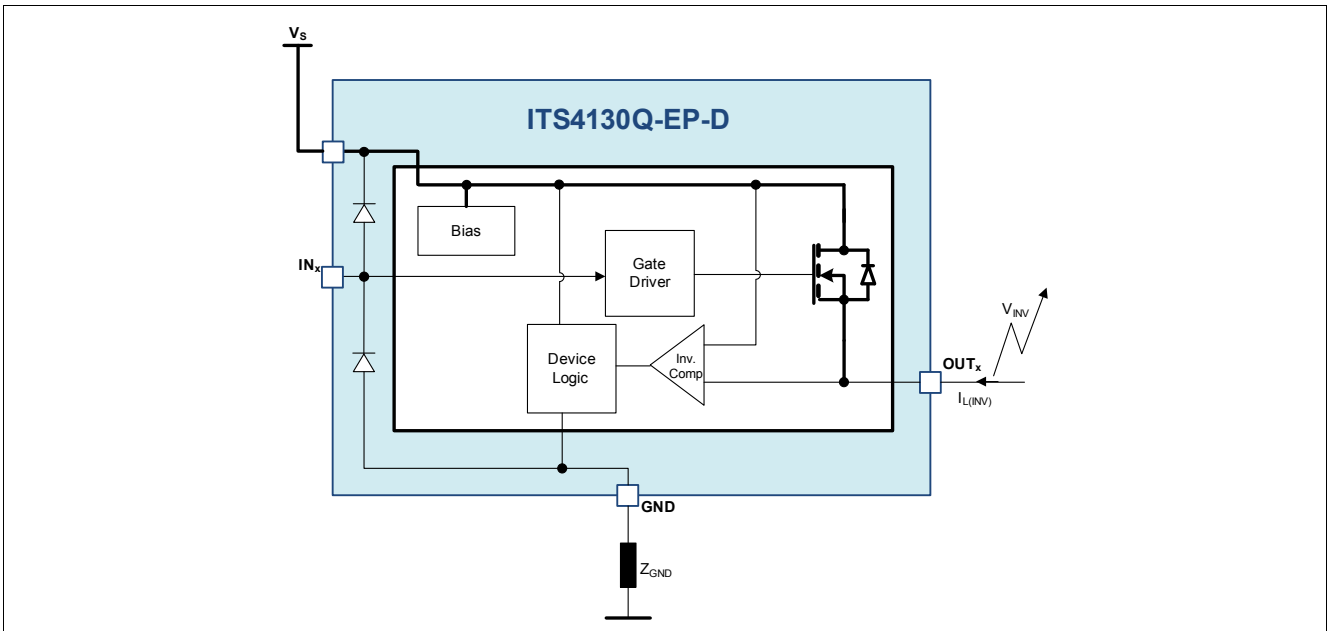 VS
ITS4130Q-EP-D
Bias
INx
Gate
Driver
VINV
Device
Logic
Inv.
Comp
OUTx
IL(INV)
GND
ZGND